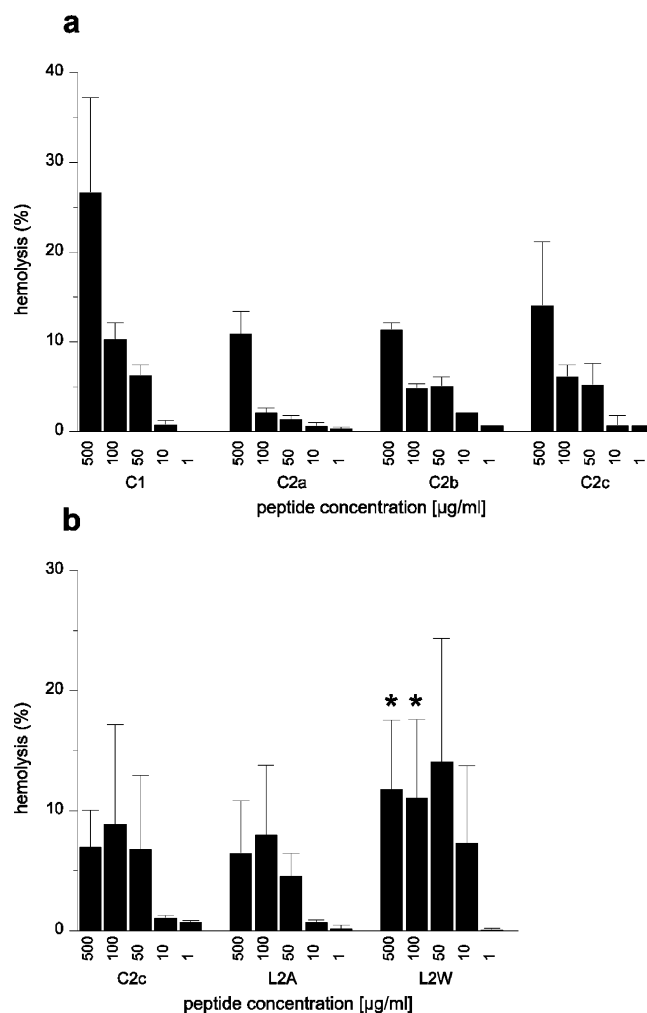 a
40
30
20
10
0
hemolysis (%)
500 100 50 10 1 500 100 50 10 1 500 100 50 10 1 500 100 50 10 1
C1 C2a C2b C2c
peptide concentration [µg/ml]
b
30
20
10
0
hemolysis (%)
* *
500 100 50 10 1 500 100 50 10 1 500 100 50 10 1
C2c L2A L2W
peptide concentration [µg/ml]